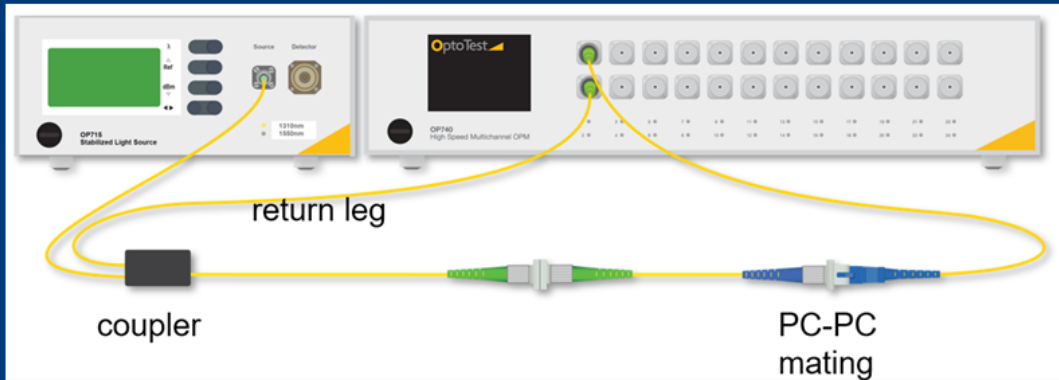 λ
Ref
dBm
Source
Detector
1310nm
1550nm
OP715
Stabilized Light Source
OptoTest
OP740
High Speed Multichannel OPM
return leg
coupler
PC-PC
mating